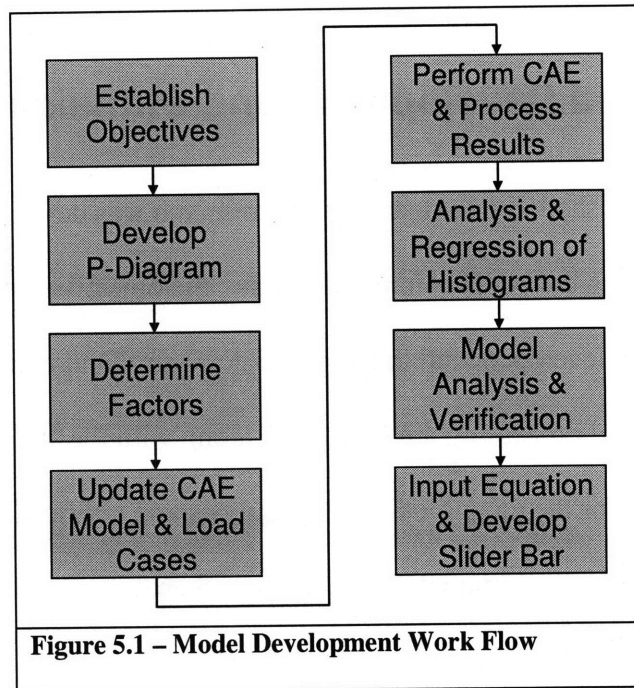 Establish
Objectives
Develop
P-Diagram
Determine
Factors
Update CAE
Model & Load
Cases
Perform CAE
& Process
Results
Analysis &
Regression of
Histograms
Model
Analysis &
Verification
Input Equation
& Develop
Slider Bar
Figure 5.1 – Model Development Work Flow